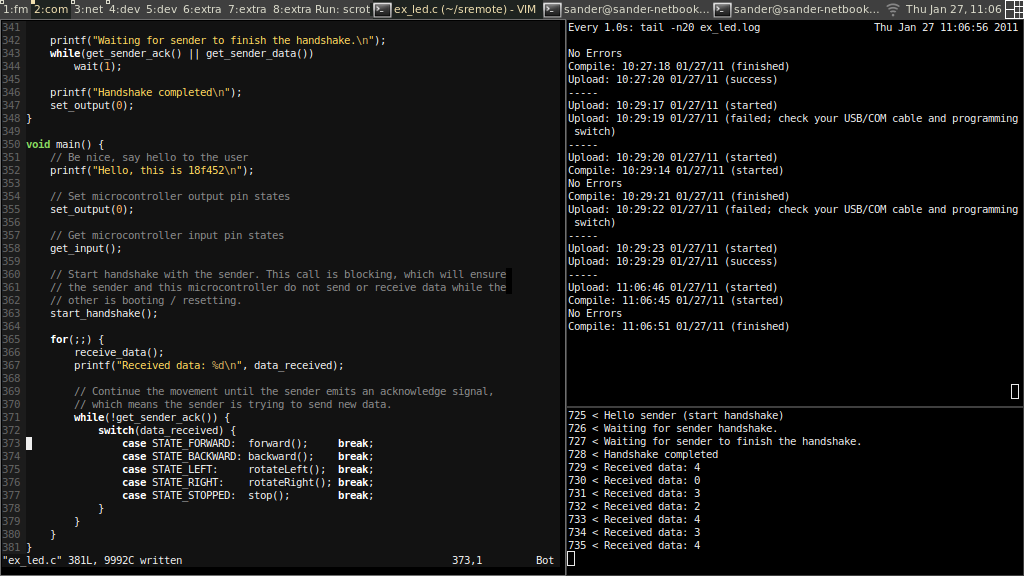 1:fm 2:com 3:net 4:dev 5:dev 6:extra 7:extra 8:extra Run: scrot ex_led.c (~/sremote) - VIM sander@sander-netbook... sander@sander-netbook... Thu Jan 27, 11:06
341
342     printf("Waiting for sender to finish the handshake.\n");
343     while(get_sender_ack() || get_sender_data())
344         wait(1);
345
346     printf("Handshake completed\n");
347     set_output(0);
348 }
349
350 void main() {
351     // Be nice, say hello to the user
352     printf("Hello, this is 18f452\n");
353
354     // Set microcontroller output pin states
355     set_output(0);
356
357     // Get microcontroller input pin states
358     get_input();
359
360     // Start handshake with the sender. This call is blocking, which will ensure
361     // the sender and this microcontroller do not send or receive data while the
362     // other is booting / resetting.
363     start_handshake();
364
365     for(;;) {
366         receive_data();
367         printf("Received data: %d\n", data_received);
368
369         // Continue the movement until the sender emits an acknowledge signal,
370         // which means the sender is trying to send new data.
371         while(!get_sender_ack()) {
372             switch(data_received) {
373                 case STATE_FORWARD:  forward();     break;
374                 case STATE_BACKWARD: backward();    break;
375                 case STATE_LEFT:     rotateLeft();  break;
376                 case STATE_RIGHT:    rotateRight(); break;
377                 case STATE_STOPPED:  stop();        break;
378             }
379         }
380     }
381 }
"ex_led.c" 381L, 9992C written 373,1 Bot
Every 1.0s: tail -n20 ex_led.log Thu Jan 27 11:06:56 2011
No Errors
Compile: 10:27:18 01/27/11 (finished)
Upload: 10:27:20 01/27/11 (success)
-----
Upload: 10:29:17 01/27/11 (started)
Upload: 10:29:19 01/27/11 (failed; check your USB/COM cable and programming
 switch)
-----
Upload: 10:29:20 01/27/11 (started)
Compile: 10:29:14 01/27/11 (started)
No Errors
Compile: 10:29:21 01/27/11 (finished)
Upload: 10:29:22 01/27/11 (failed; check your USB/COM cable and programming
 switch)
-----
Upload: 10:29:23 01/27/11 (started)
Upload: 10:29:29 01/27/11 (success)
-----
Upload: 11:06:46 01/27/11 (started)
Compile: 11:06:45 01/27/11 (started)
No Errors
Compile: 11:06:51 01/27/11 (finished)
725 < Hello sender (start handshake)
726 < Waiting for sender handshake.
727 < Waiting for sender to finish the handshake.
728 < Handshake completed
729 < Received data: 4
730 < Received data: 0
731 < Received data: 3
732 < Received data: 2
733 < Received data: 4
734 < Received data: 3
735 < Received data: 4